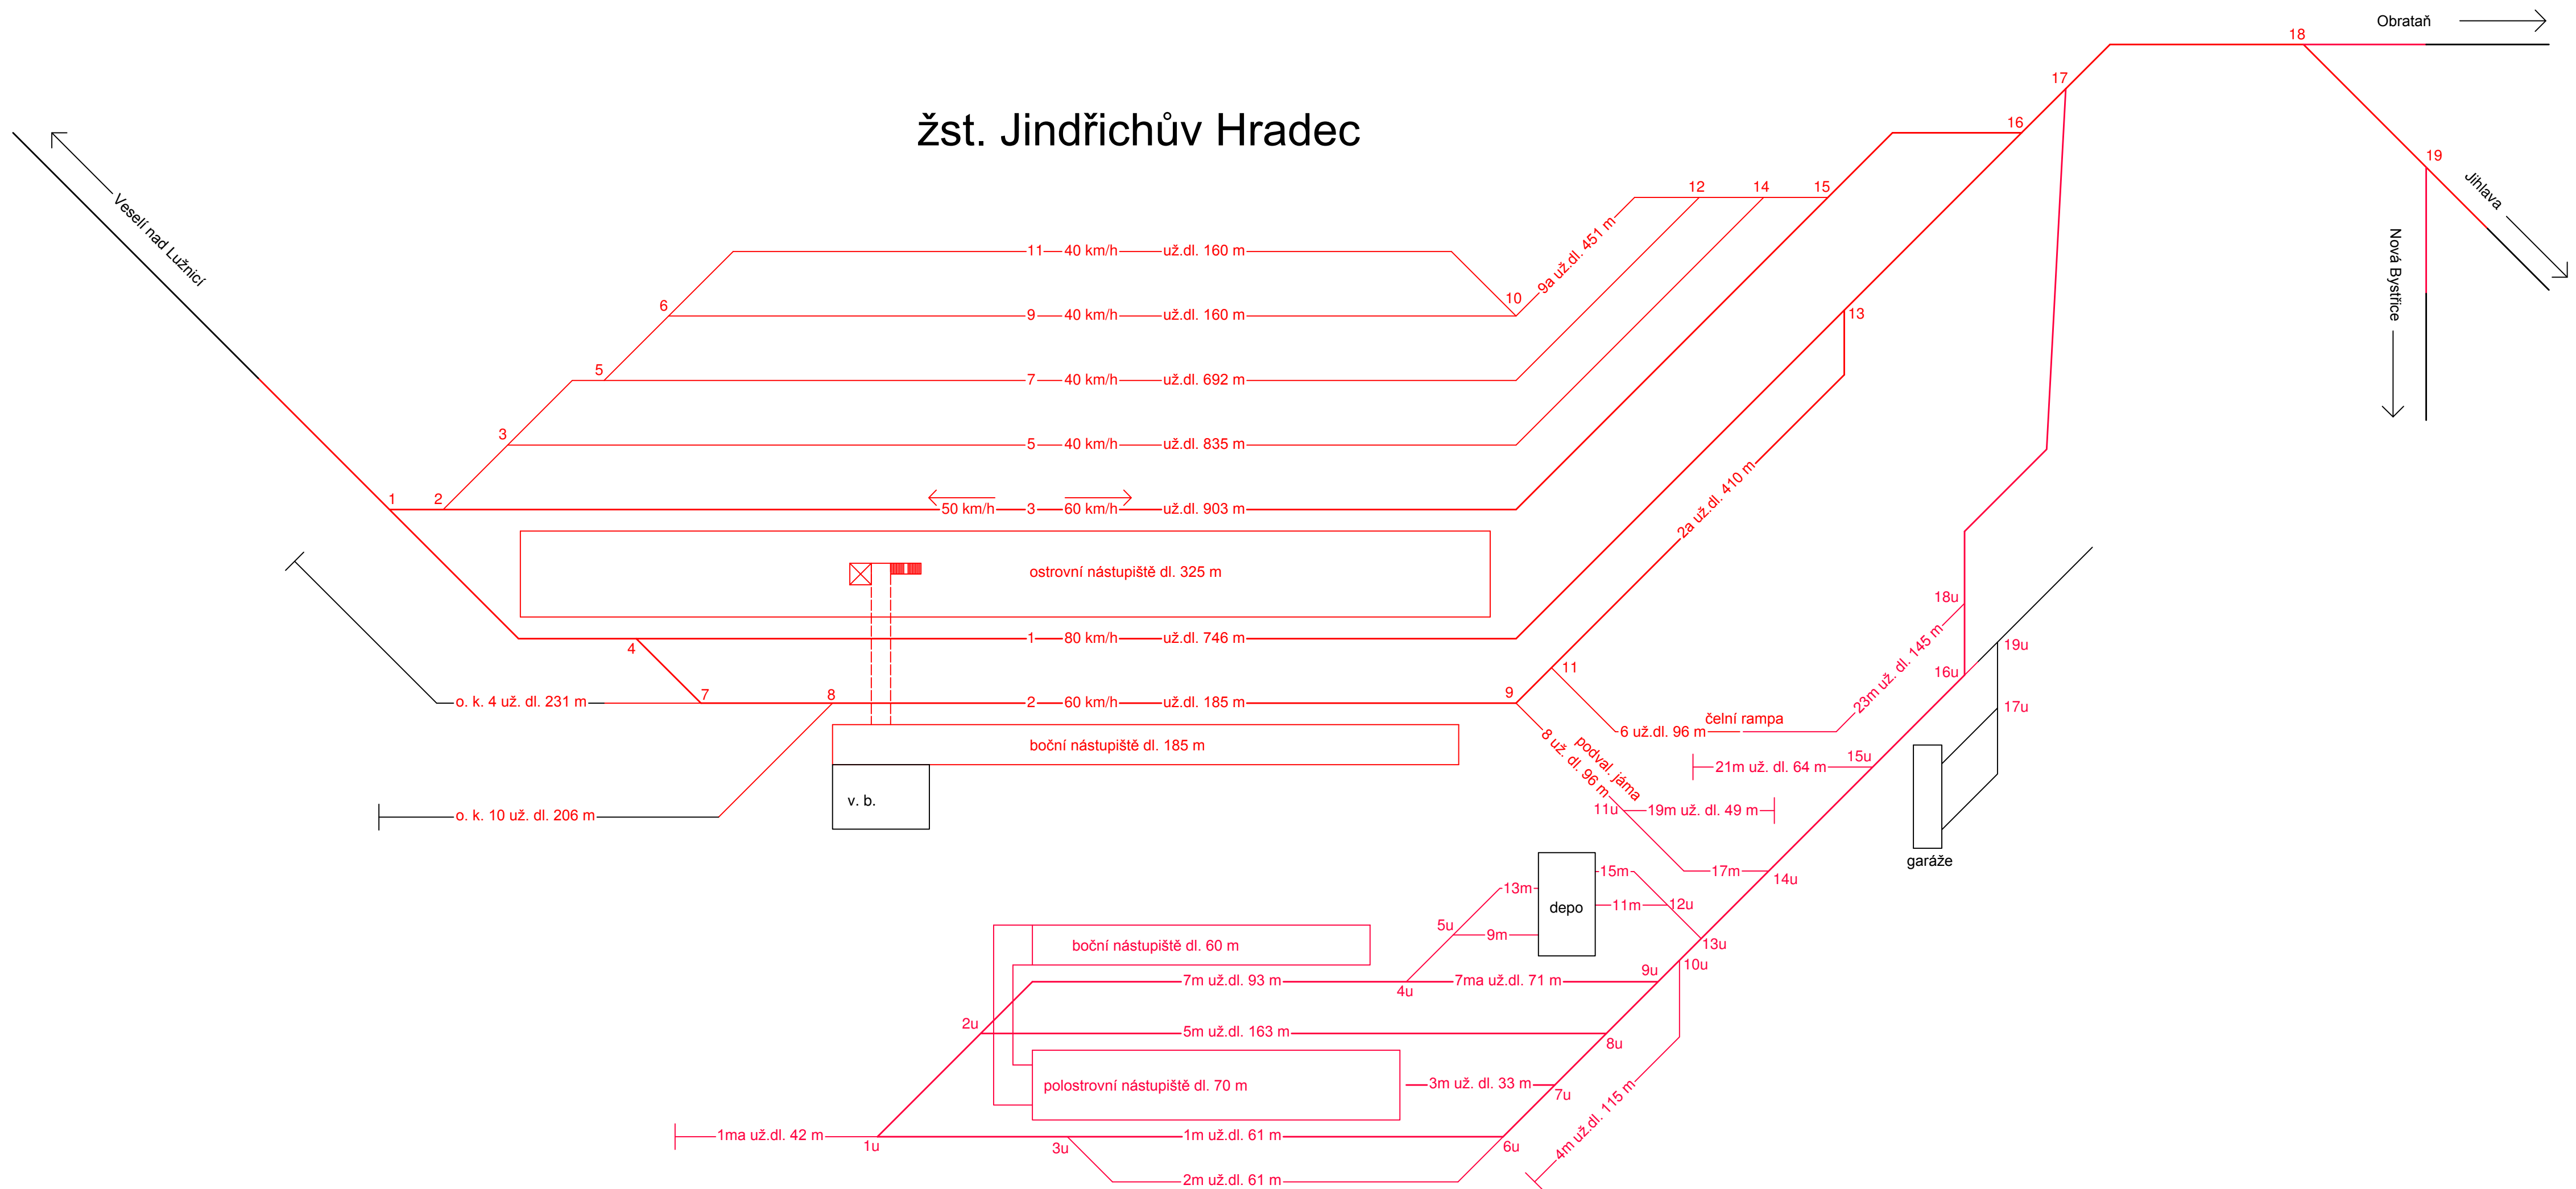 Obrataň
18
17
žst. Jindřichův Hradec
16
19
Jihlava
Veselí nad Lužnicí
12
14
15
Nová Bystřice
11 40 km/h už.dl. 160 m
9a už.dl. 451 m
6
10
9 40 km/h už.dl. 160 m
13
5
7 40 km/h už.dl. 692 m
3
5 40 km/h už.dl. 835 m
1
2
50 km/h 3 60 km/h už.dl. 903 m
2a už.dl. 410 m
ostrovní nástupiště dl. 325 m
18u
1 80 km/h už.dl. 746 m
4
23m už. dl. 145 m
19u
11
16u
o. k. 4 už. dl. 231 m
7
8
2 60 km/h už.dl. 185 m
9
17u
čelní rampa
6 už.dl. 96 m
boční nástupiště dl. 185 m
8 už. dl. 96 m
podval. jáma
15u
21m už. dl. 64 m
v. b.
11u
19m už. dl. 49 m
o. k. 10 už. dl. 206 m
garáže
15m
17m
14u
13m
depo
11m
12u
5u
9m
boční nástupiště dl. 60 m
13u
10u
9u
7m už.dl. 93 m
4u
7ma už.dl. 71 m
2u
5m už.dl. 163 m
8u
polostrovní nástupiště dl. 70 m
3m už. dl. 33 m
7u
4m už.dl. 115 m
1ma už.dl. 42 m
1u
3u
1m už.dl. 61 m
6u
2m už.dl. 61 m